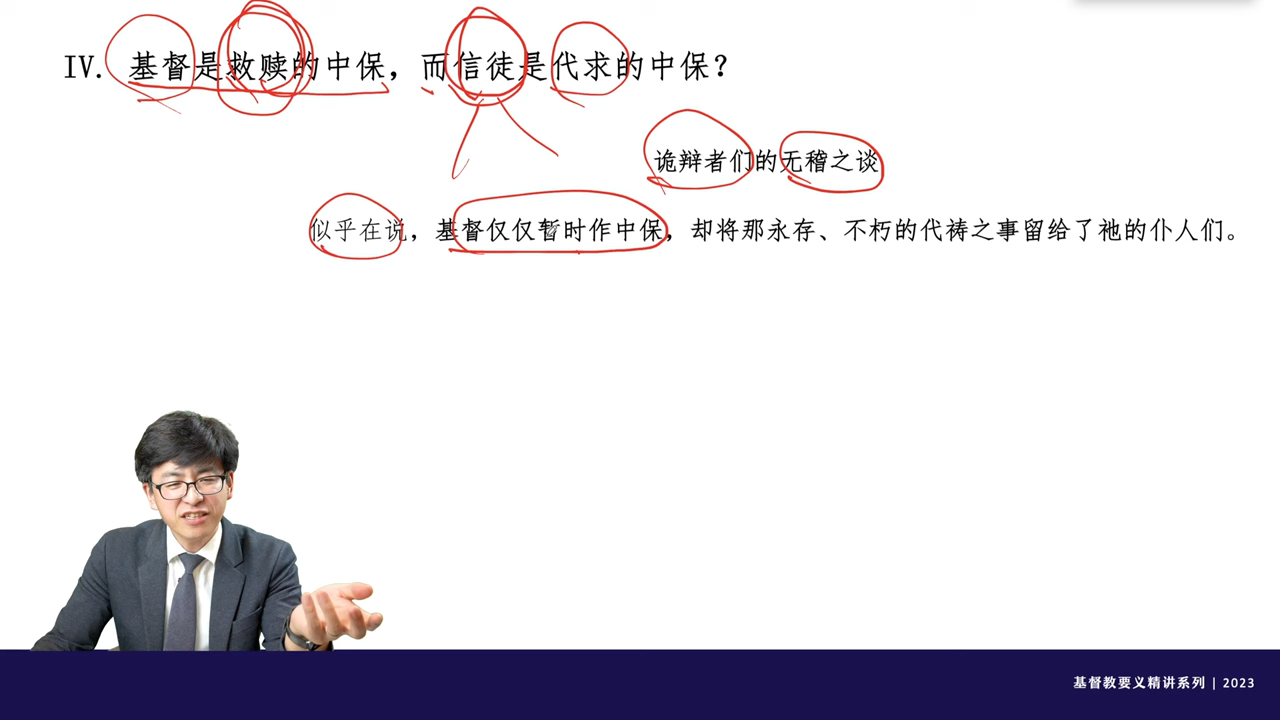 IV. 基督是救赎的中保，而信徒是代求的中保？
诡辩者们的无稽之谈
似乎在说，基督仅仅暂时作中保，却将那永存、不朽的代祷之事留给了祂的仆人们。
基督教要义精讲系列 | 2023